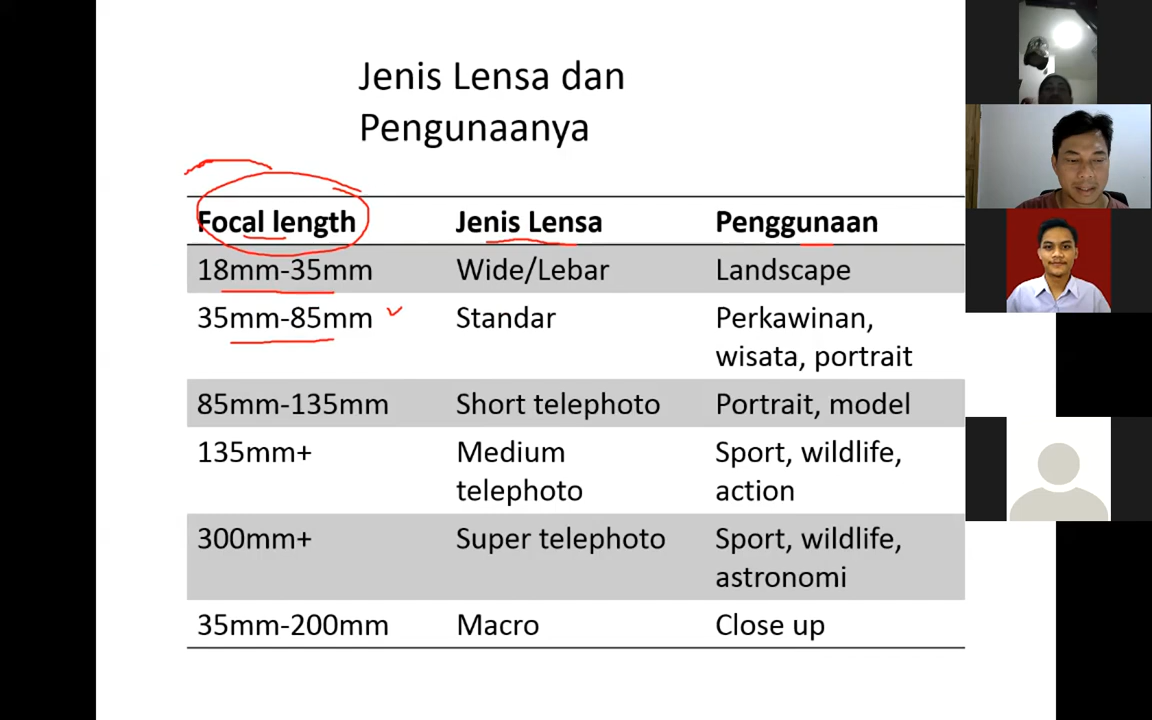 Jenis Lensa dan
Pengunaanya
Focal length Jenis Lensa Penggunaan
18mm-35mm Wide/Lebar Landscape
35mm-85mm Standar Perkawinan,
wisata, portrait
85mm-135mm Short telephoto Portrait, model
135mm+ Medium Sport, wildlife,
telephoto action
300mm+ Super telephoto Sport, wildlife,
astronomi
35mm-200mm Macro Close up